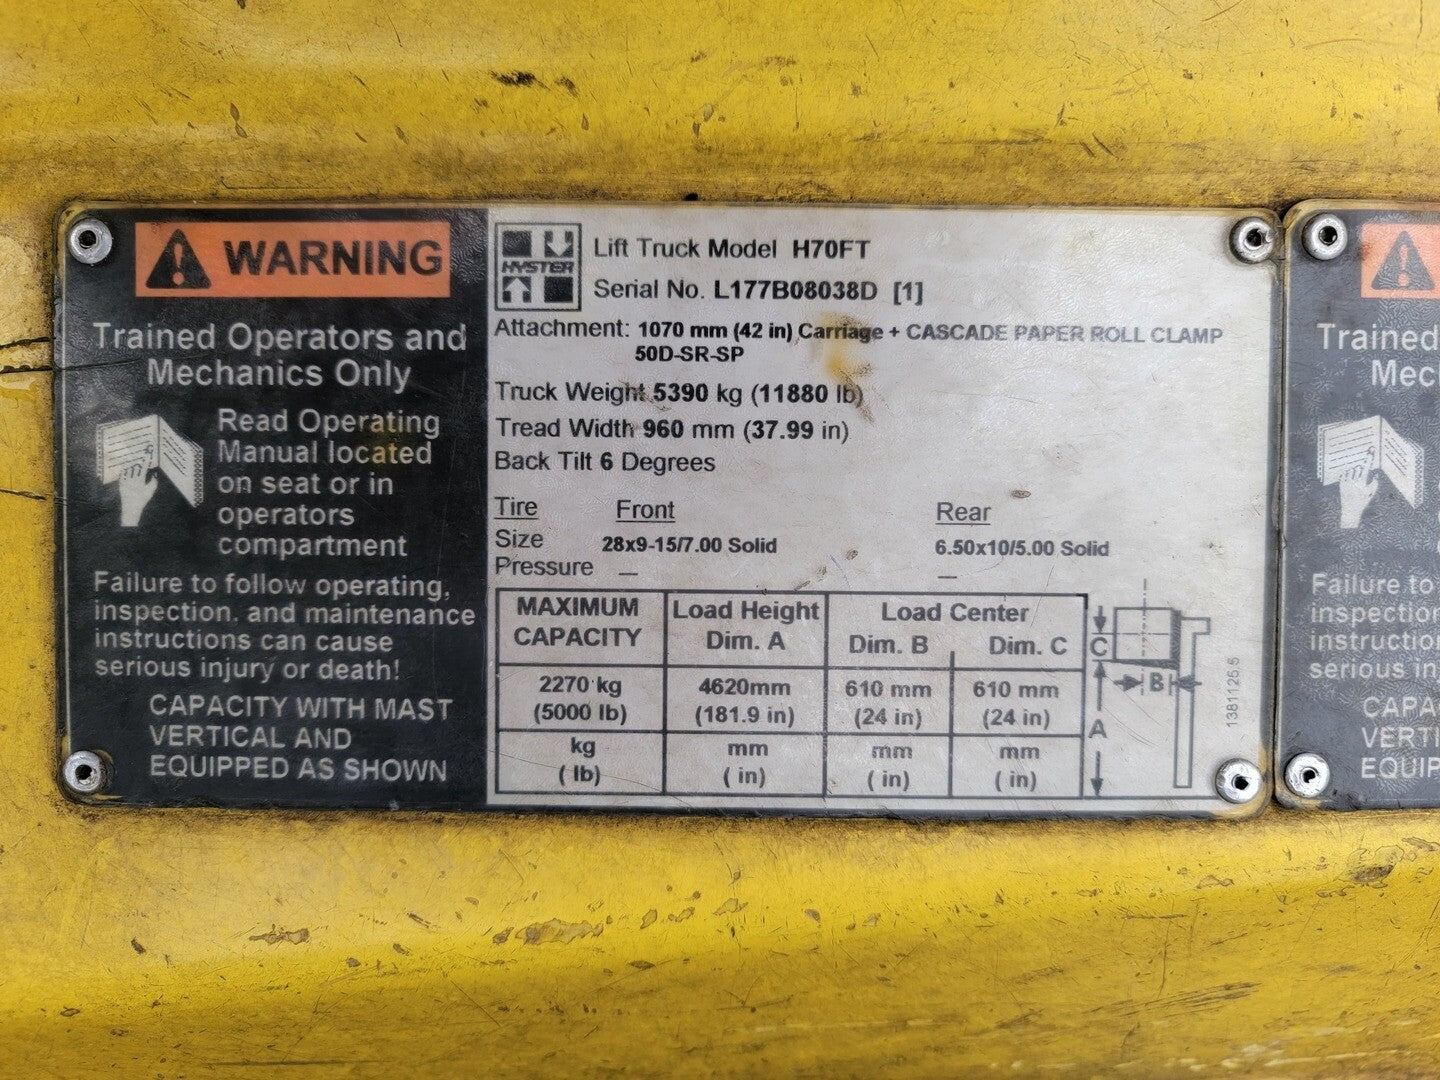 WARNING
Trained Operators and
Mechanics Only
Read Operating
Manual located
on seat or in
operators
compartment
Failure to follow operating,
inspection, and maintenance
instructions can cause
serious injury or death!
CAPACITY WITH MAST
VERTICAL AND
EQUIPPED AS SHOWN
HYSTER
Lift Truck Model H70FT
Serial No. L177B08038D [1]
Attachment: 1070 mm (42 in) Carriage + CASCADE PAPER ROLL CLAMP
50D-SR-SP
Truck Weight 5390 kg (11880 lb)
Tread Width 960 mm (37.99 in)
Back Tilt 6 Degrees
Tire Front Rear
Size 28x9-15/7.00 Solid 6.50x10/5.00 Solid
Pressure — —
MAXIMUM Load Height Load Center
CAPACITY Dim. A Dim. B Dim. C
2270 kg 4620mm 610 mm 610 mm
(5000 lb) (181.9 in) (24 in) (24 in)
kg mm mm mm
( lb) ( in) ( in) ( in)
C
B
A
1381125.5
Trained
Mec
Failure to
inspection
instructio
serious in
CAPA
VERTI
EQUIP